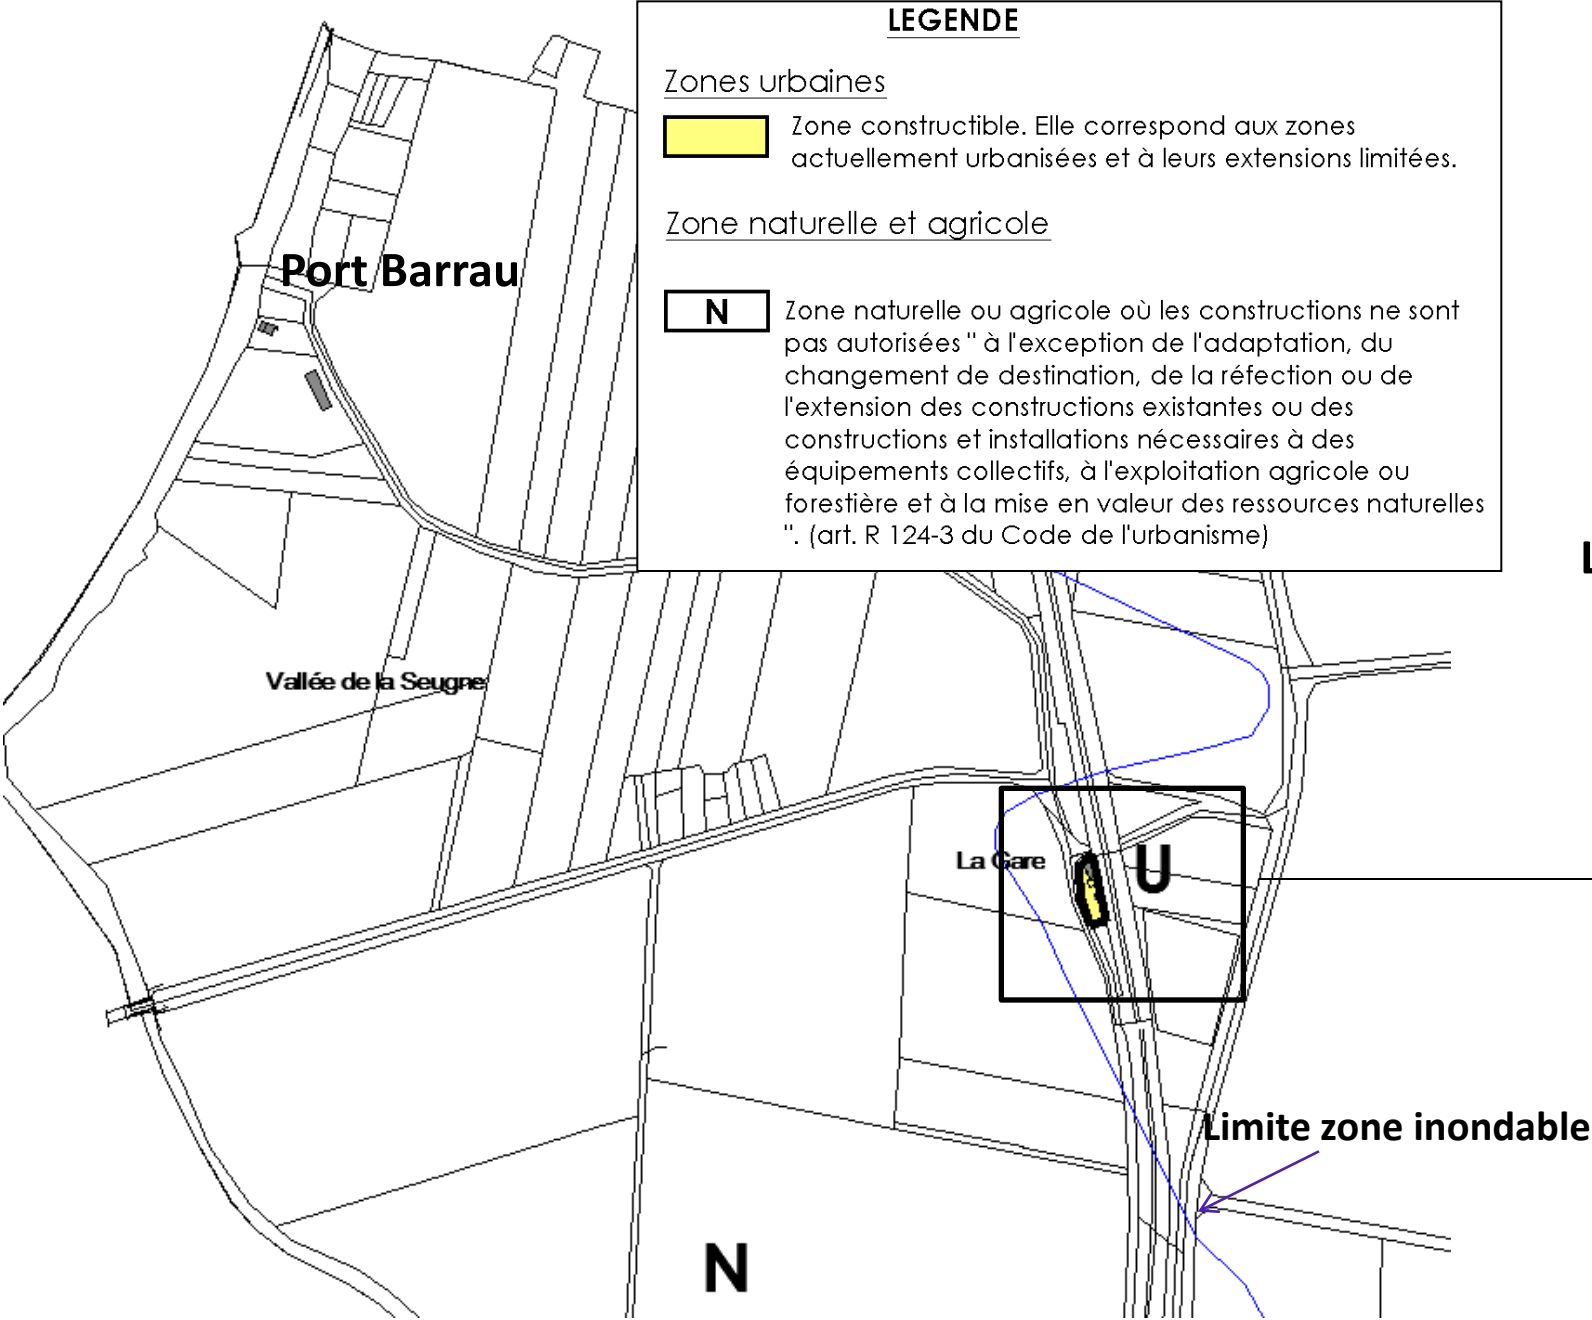 LEGENDE
Zones urbaines
Zone constructible. Elle correspond aux zones
actuellement urbanisées et à leurs extensions limitées.
Zone naturelle et agricole
N
Zone naturelle ou agricole où les constructions ne sont
pas autorisées " à l'exception de l'adaptation, du
changement de destination, de la réfection ou de
l'extension des constructions existantes ou des
constructions et installations nécessaires à des
équipements collectifs, à l'exploitation agricole ou
forestière et à la mise en valeur des ressources naturelles
". (art. R 124-3 du Code de l'urbanisme)
Port Barrau
L
Vallée de la Seugne
La Gare
U
Limite zone inondable
N